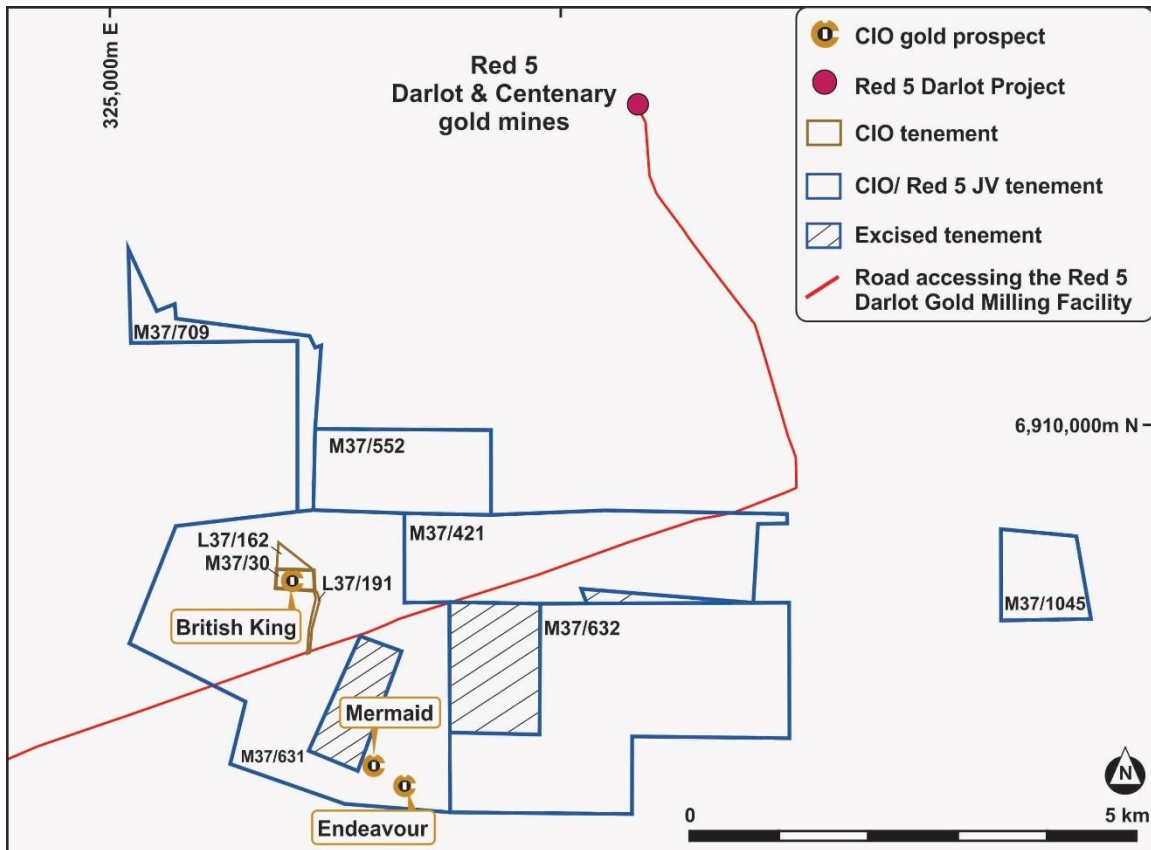 325,000m E
Red 5
Darlot & Centenary
gold mines
CIO gold prospect
Red 5 Darlot Project
CIO tenement
CIO/ Red 5 JV tenement
Excised tenement
Road accessing the Red 5
Darlot Gold Milling Facility
M37/709
6,910,000m N
M37/552
M37/421
L37/162
M37/30
L37/191
British King
M37/632
M37/1045
Mermaid
M37/631
Endeavour
N
0
5 km